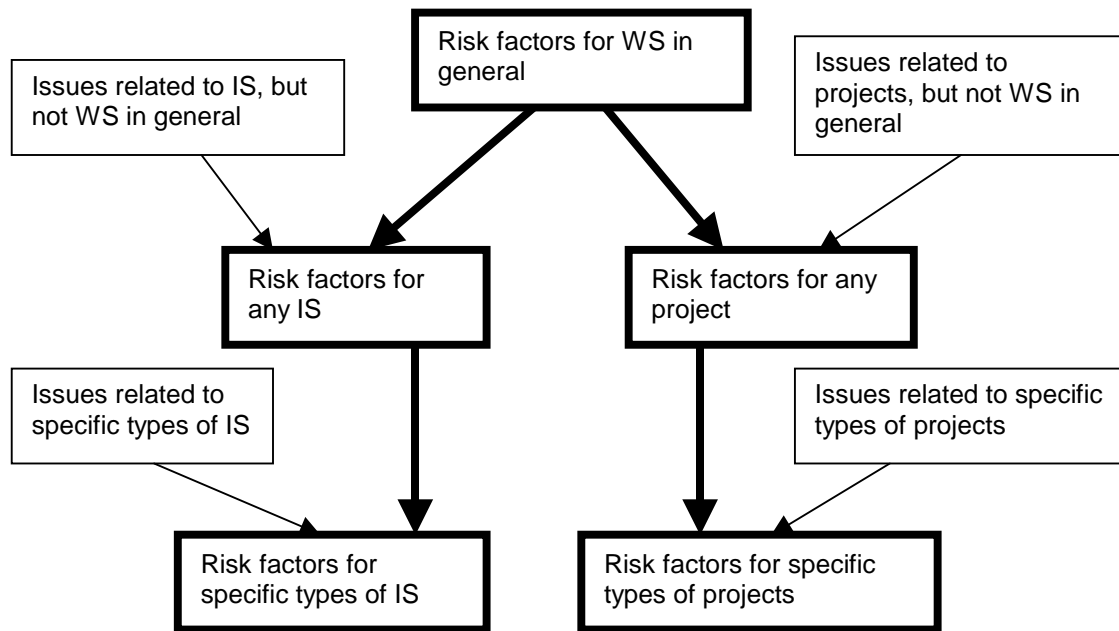 Risk factors for WS in
general
Issues related to IS, but
not WS in general
Issues related to
projects, but not WS in
general
Risk factors for
any IS
Risk factors for any
project
Issues related to
specific types of IS
Issues related to specific
types of projects
Risk factors for
specific types of IS
Risk factors for specific
types of projects